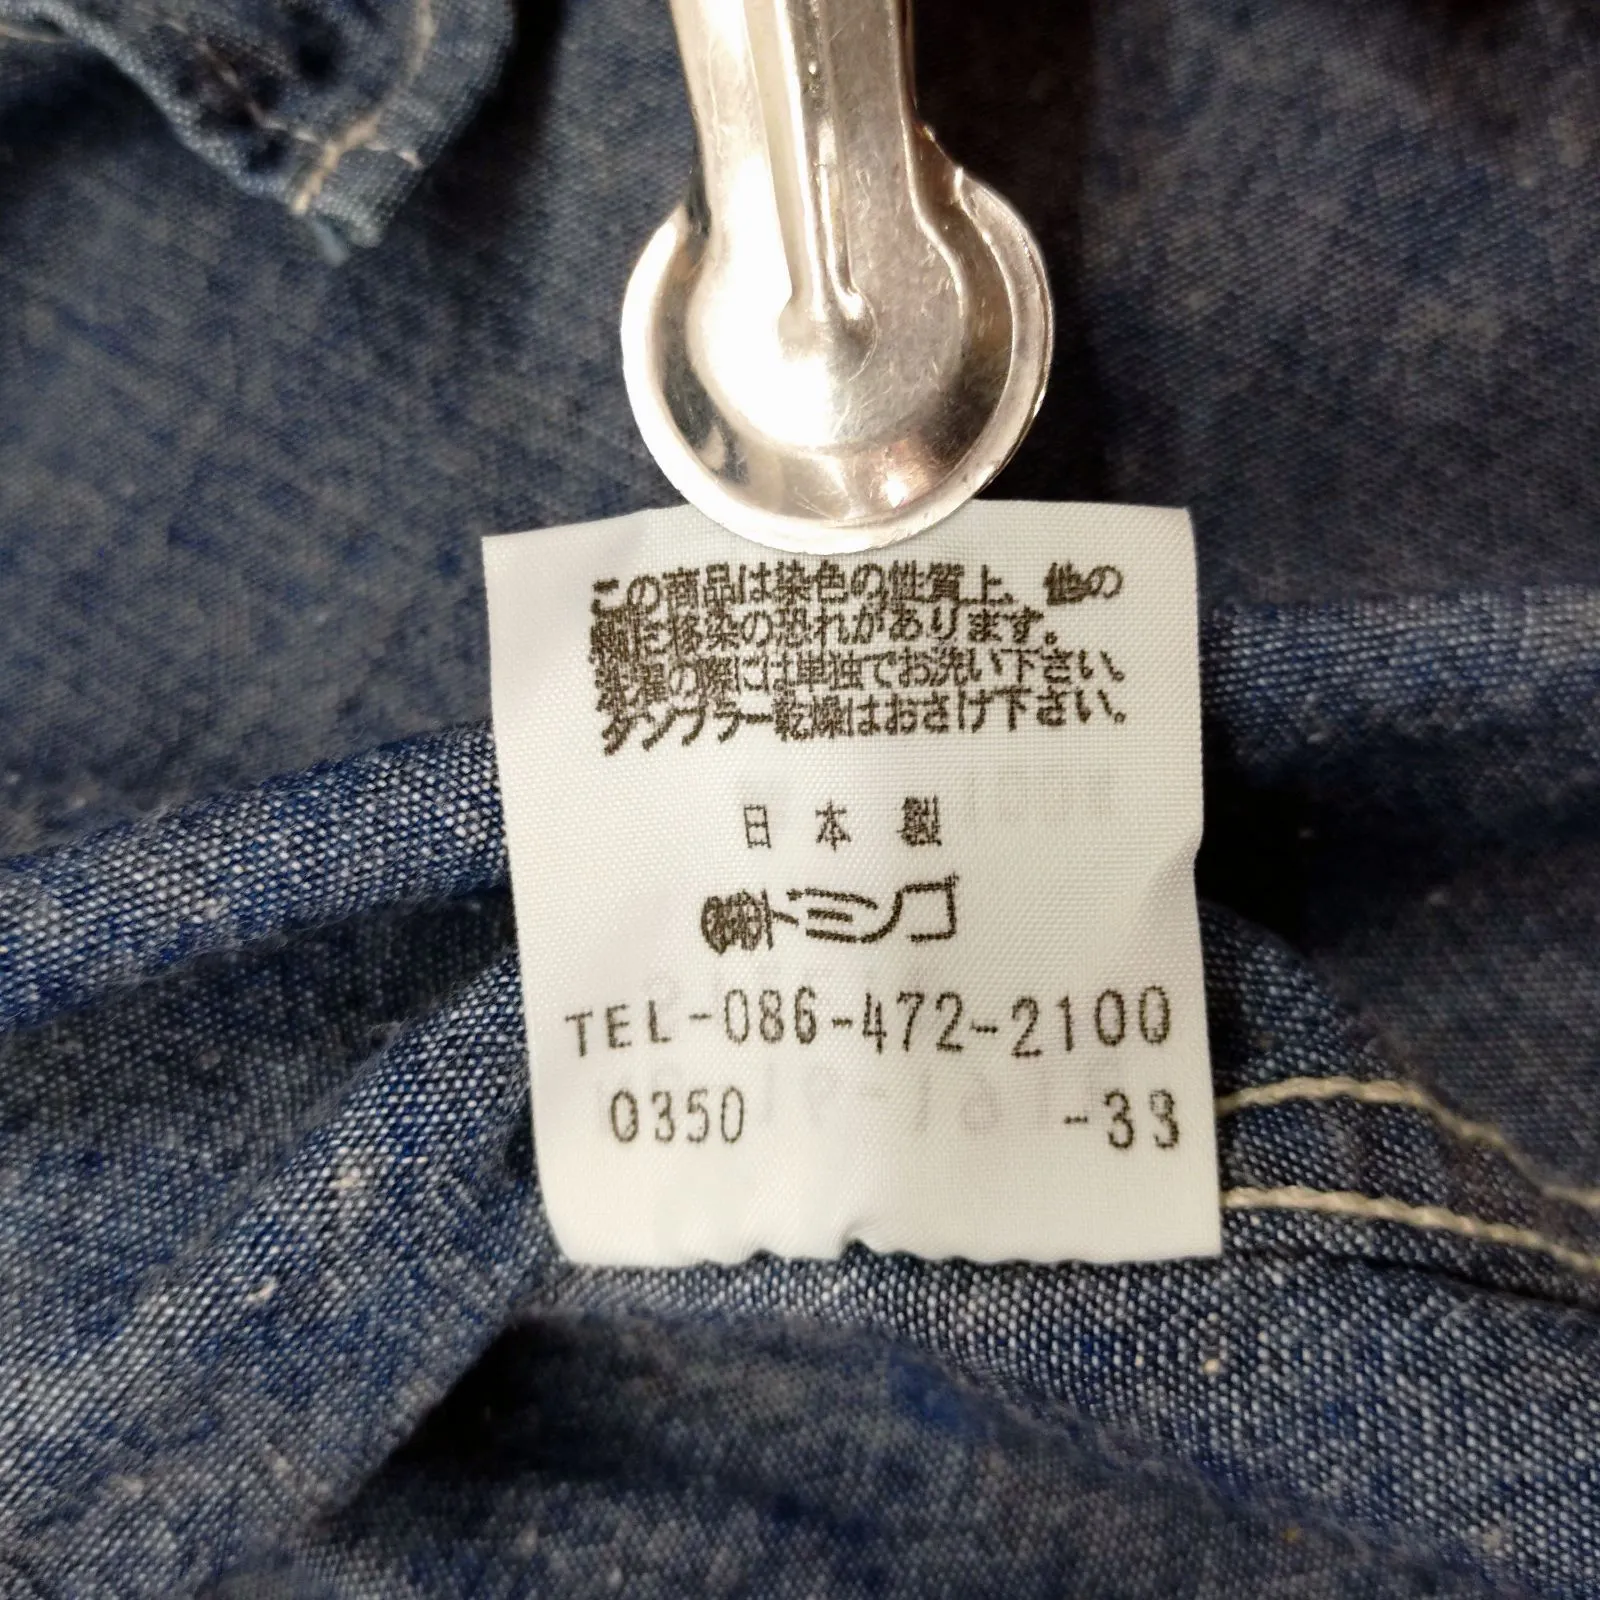 この商品は染色の性質上、他の
物に移染の恐れがあります。
洗濯の際には単独でお洗い下さい。
タンブラー乾燥はおさけ下さい。
日本製
㈱ドミンゴ
TEL-086-472-2100
0350 -33